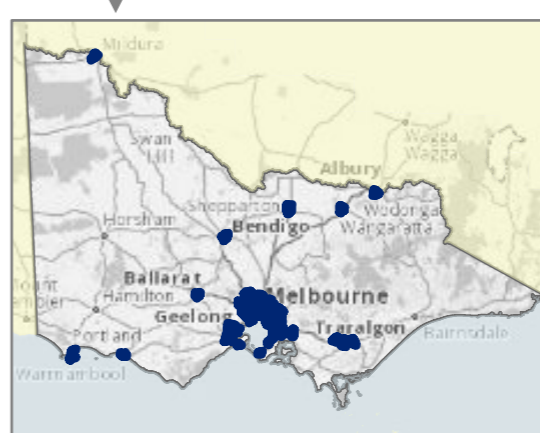 Mildura
Swan
Hill
Wagga
Wagga
Albury
Shepparton
Wodonga
Horsham
Bendigo
Wangaratta
Ballarat
Hamilton
Melbourne
Geelong
Traralgon
Bairnsdale
Portland
Warrnambool